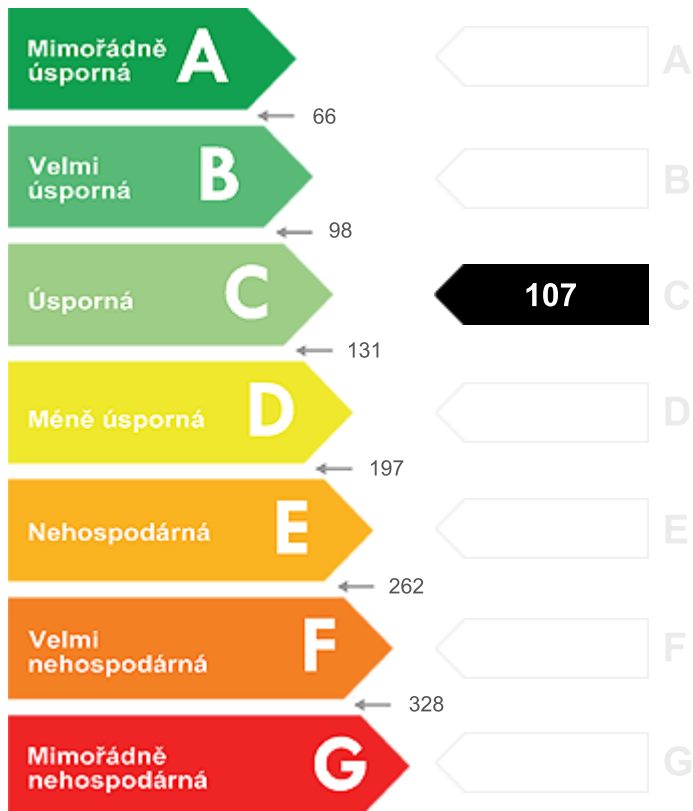 Mimořádně
úsporná
A
A
66
Velmi
úsporná
B
B
98
Úsporná
C
107
C
131
Méně úsporná
D
D
197
Nehospodárná
E
E
262
Velmi
nehospodárná
F
F
328
Mimořádně
nehospodárná
G
G